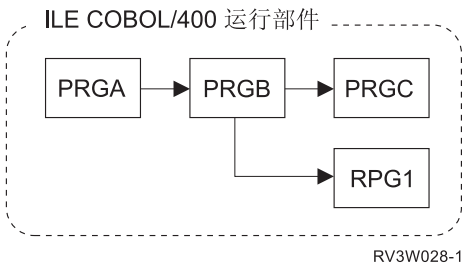 ILE COBOL/400 运行部件
PRGA
PRGB
PRGC
RPG1
RV3W028-1